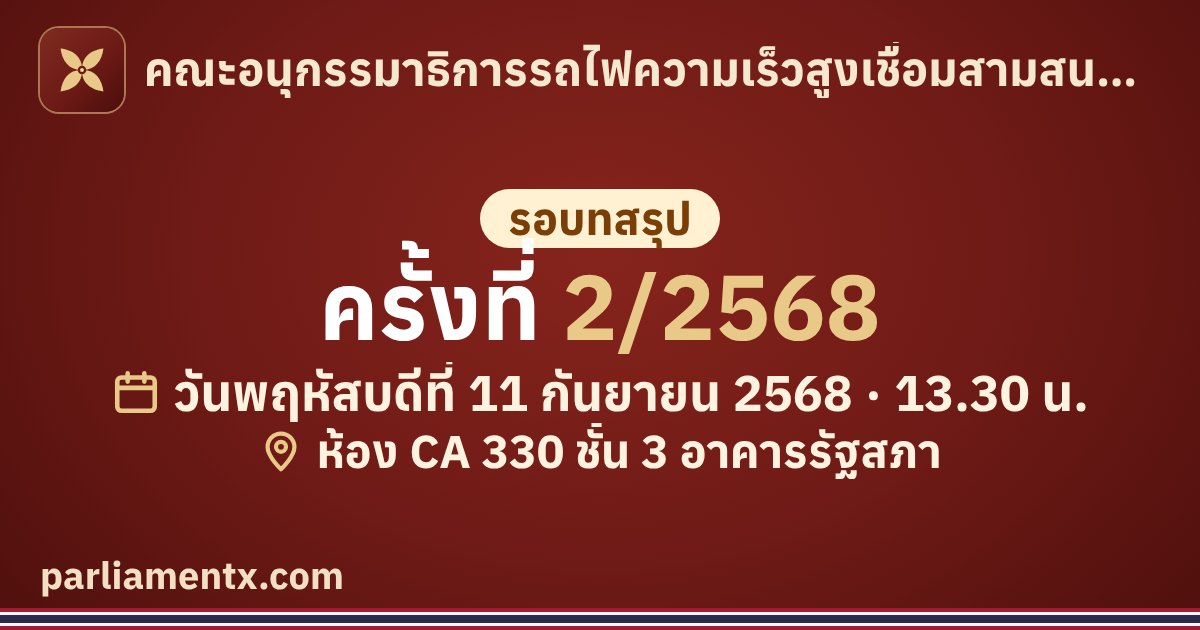 คณะอนุกรรมาธิการรถไฟความเร็วสูงเชื่อมสามสน...
รอบทสรุป
ครั้งที่ 2/2568
วันพฤหัสบดีที่ 11 กันยายน 2568 · 13.30 น.
ห้อง CA 330 ชั้น 3 อาคารรัฐสภา
parliamentx.com